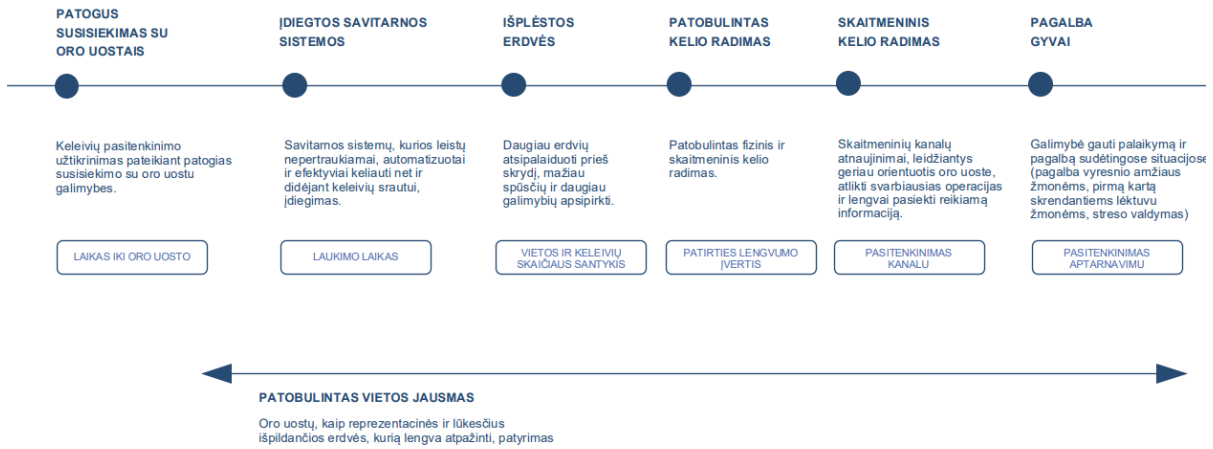 PATOGUS
SUSISIEKIMAS SU
ORO UOSTAIS
ĮDIEGTOS SAVITARNOS
SISTEMOS
IŠPLĖSTOS
ERDVĖS
PATOBULINTAS
KELIO RADIMAS
SKAITMENINIS
KELIO RADIMAS
PAGALBA
GYVAI
Keleivių pasitenkinimo
užtikrinimas pateikiant patogias
susisiekimo su oro uostu
galimybes.
Savitarnos sistemų, kurios leistų
nepertraukiamai, automatizuotai
ir efektyviai keliauti net ir
didėjant keleivių srautui,
įdiegimas.
Daugiau erdvių
atsipalaiduoti prieš
skrydį, mažiau
spūsčių ir daugiau
galimybių apsipirkti.
Patobulintas fizinis ir
skaitmeninis kelio
radimas.
Skaitmeninių kanalų
atnaujinimai, leidžiantys
geriau orientuotis oro uoste,
atlikti svarbiausias operacijas
ir lengvai pasiekti reikiamą
informaciją.
Galimybė gauti palaikymą ir
pagalbą sudėtingose situacijose
(pagalba vyresnio amžiaus
žmonėms, pirmą kartą
skrendantiems lėktuvu
žmonėms, streso valdymas)
LAIKAS IKI ORO UOSTO
LAUKIMO LAIKAS
VIETOS IR KELEIVIŲ
SKAIČIAUS SANTYKIS
PATIRTIES LENGVUMO
ĮVERTIS
PASITENKINIMAS
KANALU
PASITENKINIMAS
APTARNAVIMU
PATOBULINTAS VIETOS JAUSMAS
Oro uostų, kaip reprezentacinės ir lūkesčius
išpildančios erdvės, kurią lengva atpažinti, patyrimas